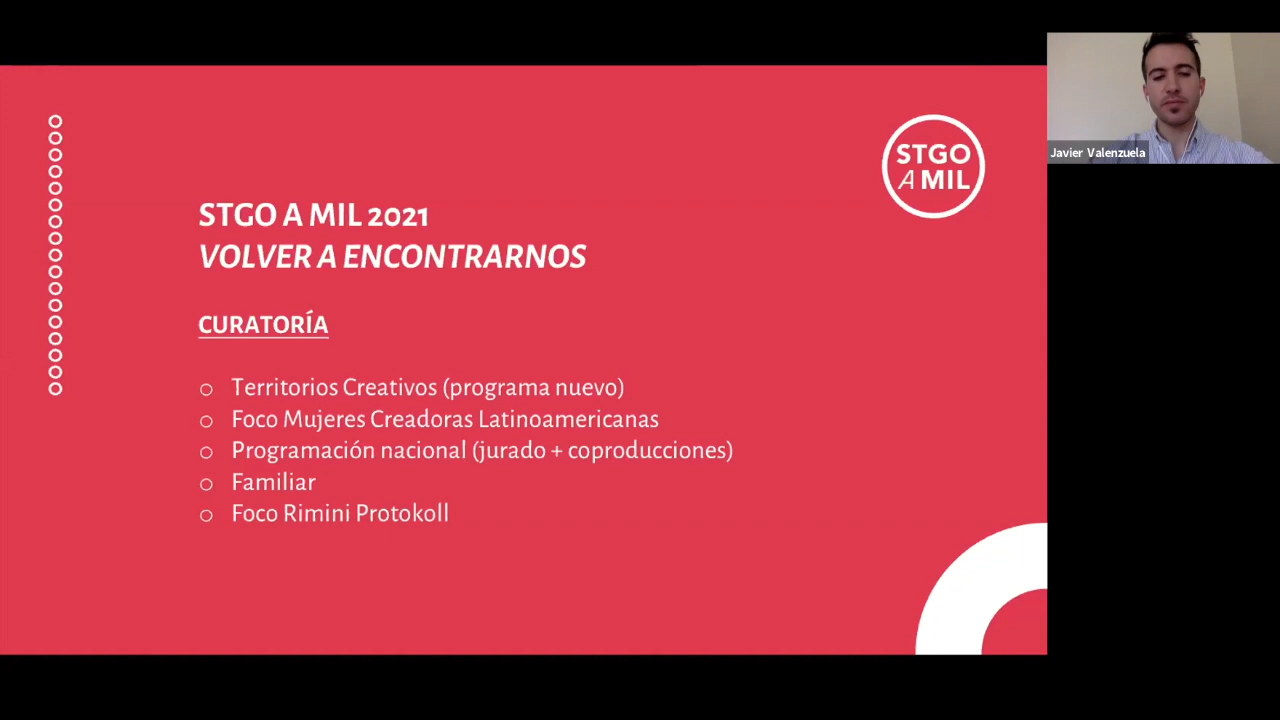 STGO A MIL 2021
VOLVER A ENCONTRARNOS
CURATORÍA
Territorios Creativos (programa nuevo)
Foco Mujeres Creadoras Latinoamericanas
Programación nacional (jurado + coproducciones)
Familiar
Foco Rimini Protokoll
STGO
A MIL
Javier Valenzuela